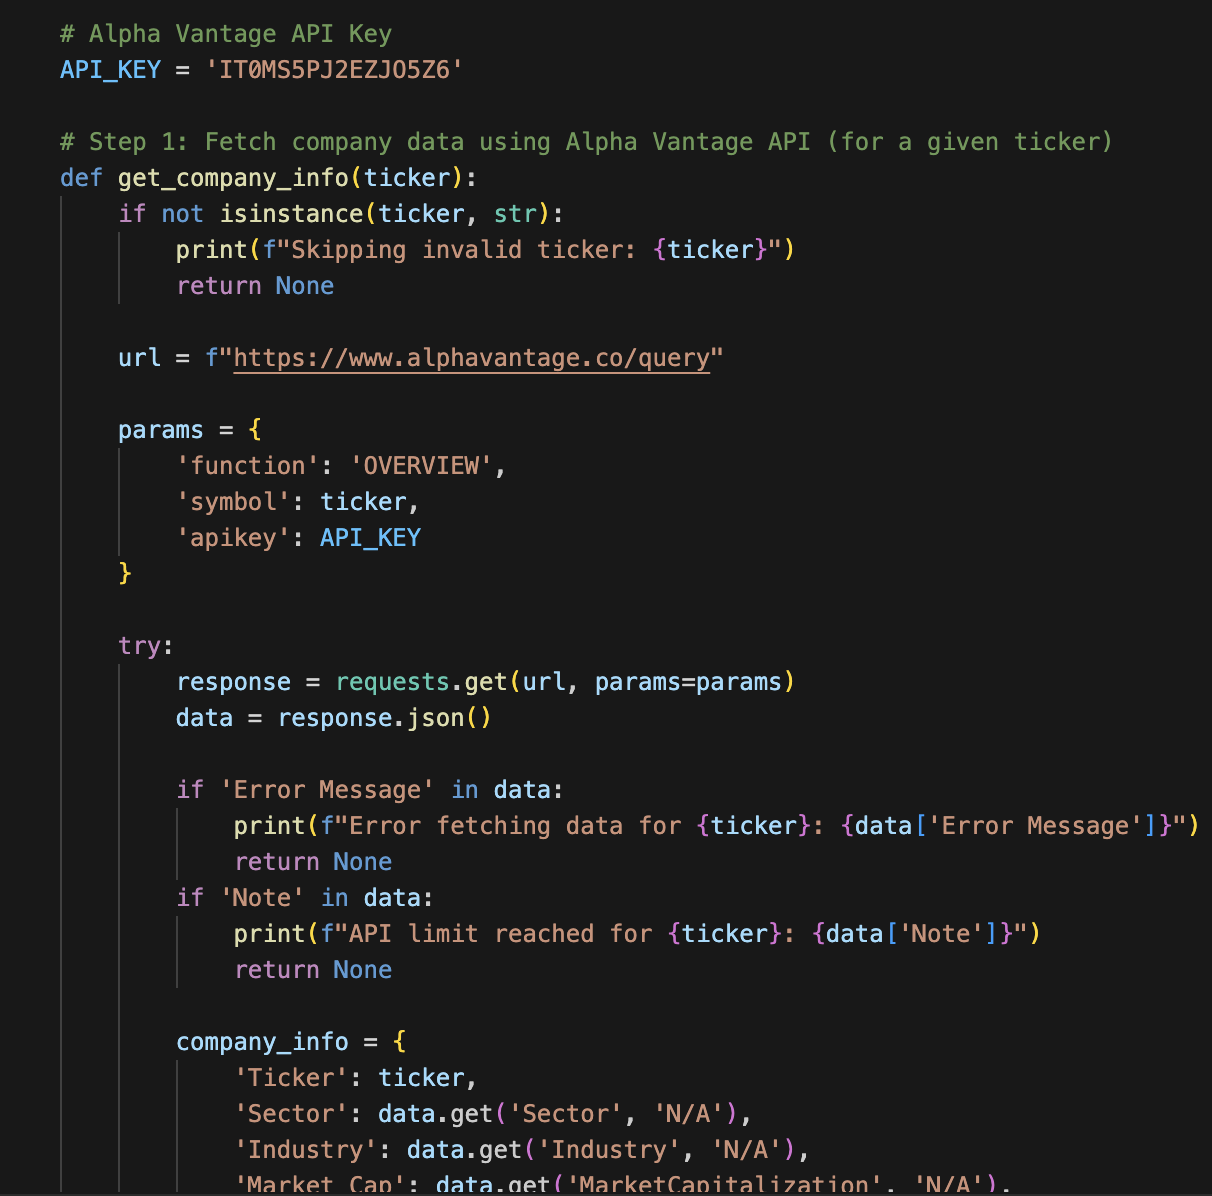 # Alpha Vantage API Key
API_KEY = 'IT0MS5PJ2EZJO5Z6'
# Step 1: Fetch company data using Alpha Vantage API (for a given ticker)
def get_company_info(ticker):
    if not isinstance(ticker, str):
        print(f"Skipping invalid ticker: {ticker}")
        return None
    url = f"https://www.alphavantage.co/query"
    params = {
        'function': 'OVERVIEW',
        'symbol': ticker,
        'apikey': API_KEY
    }
    try:
        response = requests.get(url, params=params)
        data = response.json()
        if 'Error Message' in data:
            print(f"Error fetching data for {ticker}: {data['Error Message']}")
            return None
        if 'Note' in data:
            print(f"API limit reached for {ticker}: {data['Note']}")
            return None
        company_info = {
            'Ticker': ticker,
            'Sector': data.get('Sector', 'N/A'),
            'Industry': data.get('Industry', 'N/A'),
            'Market Cap': data.get('MarketCapitalization', 'N/A'),